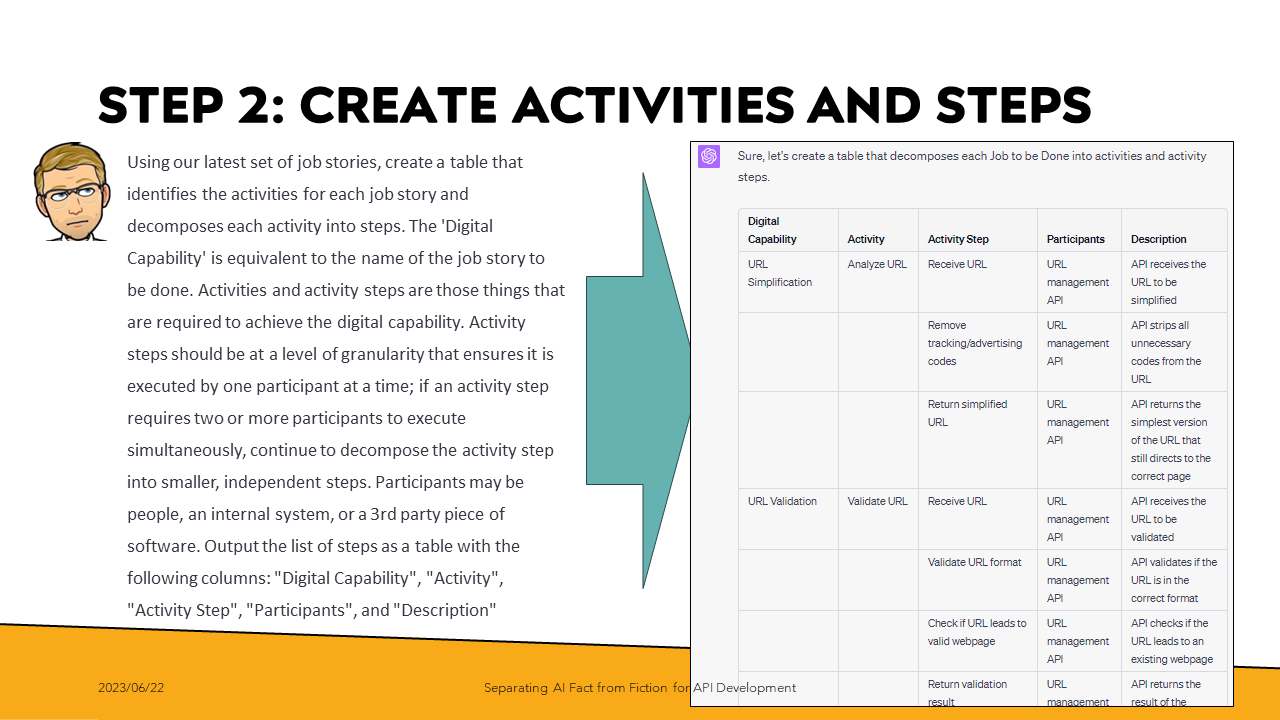 STEP 2: CREATE ACTIVITIES AND STEPS
Using our latest set of job stories, create a table that
identifies the activities for each job story and
decomposes each activity into steps. The 'Digital
Capability' is equivalent to the name of the job story to
be done. Activities and activity steps are those things that
are required to achieve the digital capability. Activity
steps should be at a level of granularity that ensures it is
executed by one participant at a time; if an activity step
requires two or more participants to execute
simultaneously, continue to decompose the activity step
into smaller, independent steps. Participants may be
people, an internal system, or a 3rd party piece of
software. Output the list of steps as a table with the
following columns: "Digital Capability", "Activity",
"Activity Step", "Participants", and "Description"
Sure, let's create a table that decomposes each Job to be Done into activities and activity
steps.
Digital
Capability Activity Activity Step Participants Description
URL Analyze URL Receive URL URL API receives the
Simplification management URL to be
API simplified
Remove URL API strips all
tracking/advertising management unnecessary
codes API codes from the
URL
Return simplified URL API returns the
URL management simplest version
API of the URL that
still directs to the
correct page
URL Validation Validate URL Receive URL URL API receives the
management URL to be
API validated
Validate URL format URL API validates if the
management URL is in the
API correct format
Check if URL leads to URL API checks if the
valid webpage management URL leads to an
API existing webpage
Return validation URL API returns the
result management result of the
2023/06/22 Separating AI Fact from Fiction for API Development